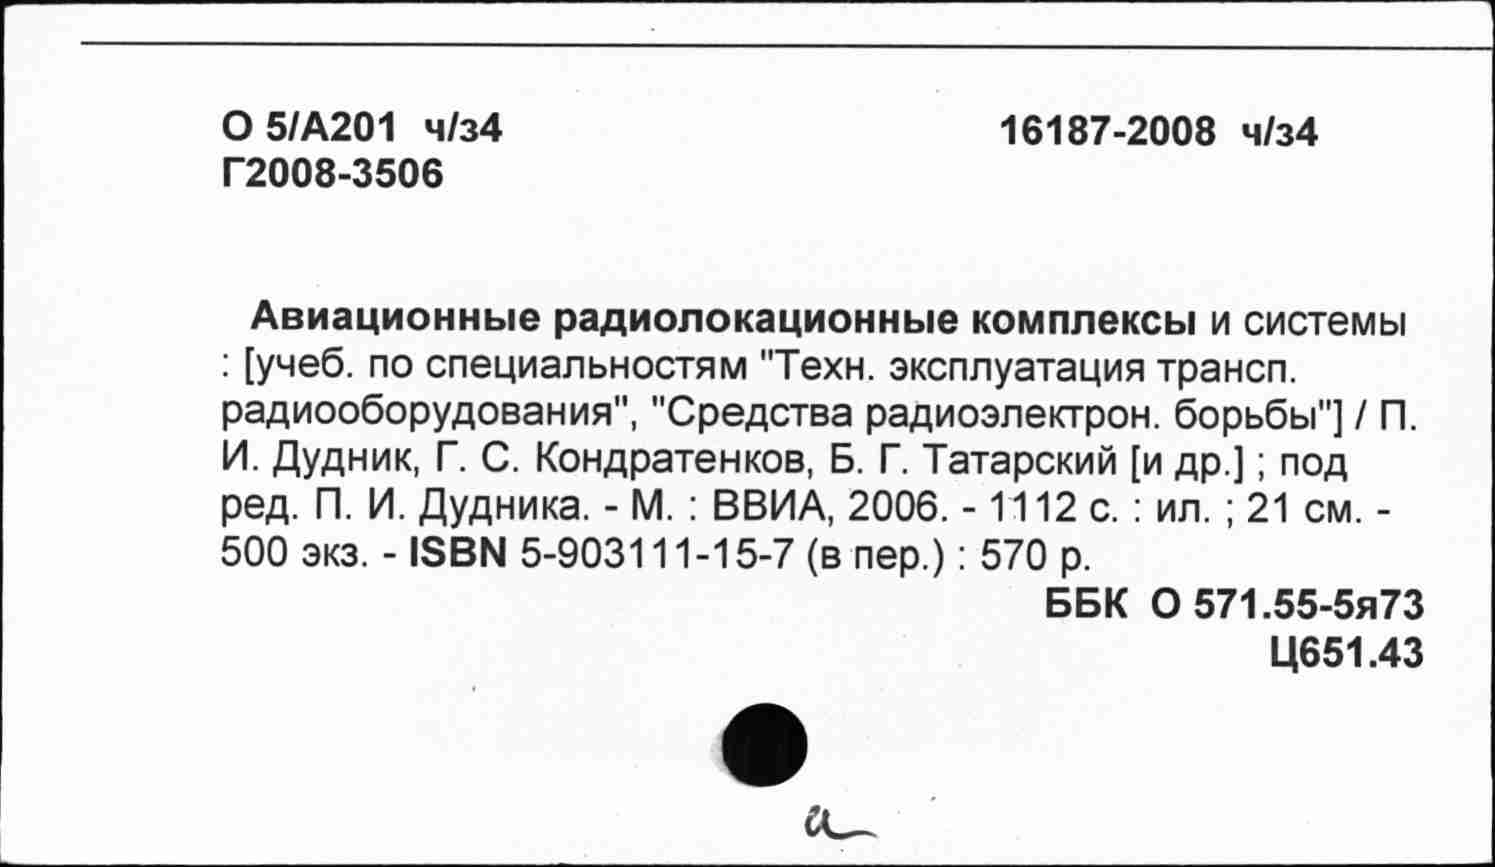 О 5/А201 ч/з4 16187-2008 ч/з4
Г2008-3506
Авиационные радиолокационные комплексы и системы
: [учеб. по специальностям "Техн. эксплуатация трансп.
радиооборудования", "Средства радиоэлектрон. борьбы"] / П.
И. Дудник, Г. С. Кондратенков, Б. Г. Татарский [и др.] ; под
ред. П. И. Дудника. - М. : ВВИА, 2006. - 1112 с. : ил. ; 21 см. -
500 экз. - ISBN 5-903111-15-7 (в пер.) : 570 р.
ББК О 571.55-5я73
Ц651.43